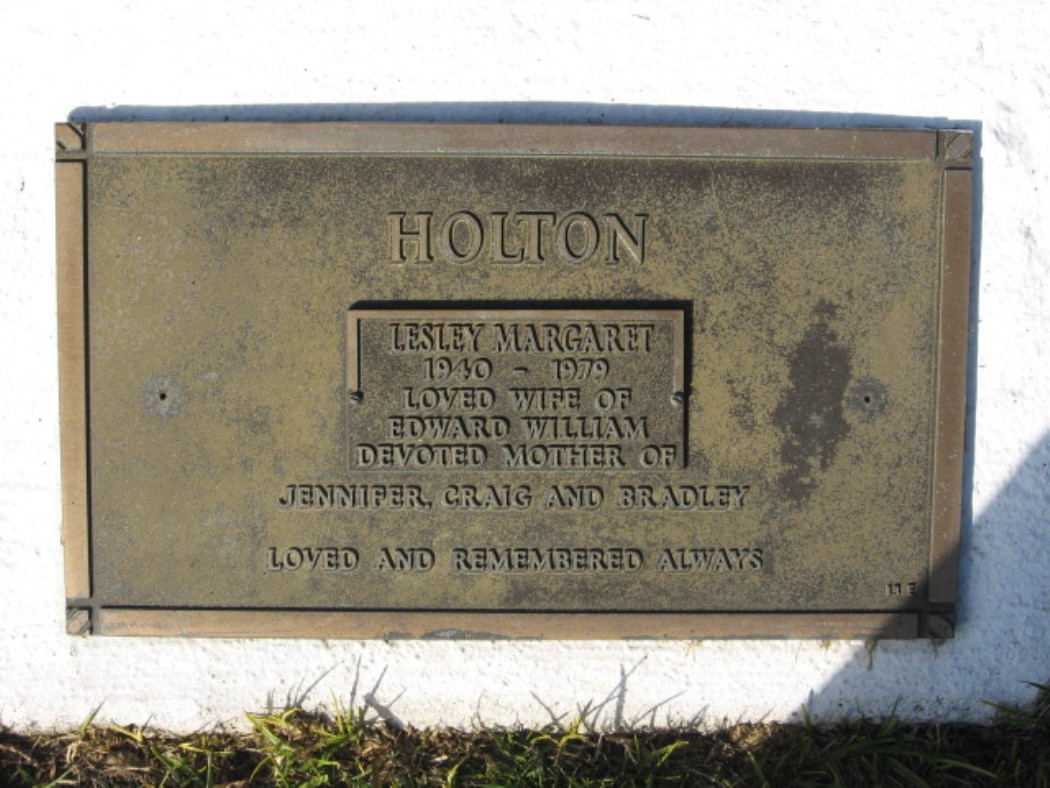 HOLTON
LESLEY MARGARET
1940 - 1979
LOVED WIFE OF
EDWARD WILLIAM
DEVOTED MOTHER OF
JENNIFER, CRAIG AND BRADLEY
LOVED AND REMEMBERED ALWAYS